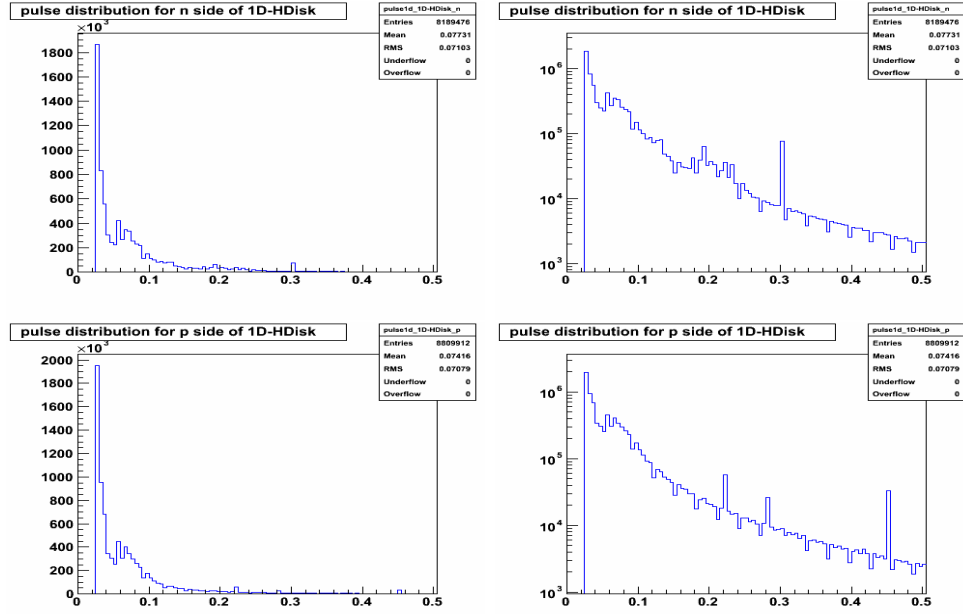 pulse distribution for n side of 1D-HDisk
pulse1d_1D-HDisk_n
Entries 8189476
Mean 0.07731
RMS 0.07103
Underflow 0
Overflow 0
×10³
1800
1600
1400
1200
1000
800
600
400
200
0
0 0.1 0.2 0.3 0.4 0.5
pulse distribution for n side of 1D-HDisk
pulse1d_1D-HDisk_n
Entries 8189476
Mean 0.07731
RMS 0.07103
Underflow 0
Overflow 0
10⁶
10⁵
10⁴
10³
0 0.1 0.2 0.3 0.4 0.5
pulse distribution for p side of 1D-HDisk
pulse1d_1D-HDisk_p
Entries 8809912
Mean 0.07416
RMS 0.07079
Underflow 0
Overflow 0
×10³
2000
1800
1600
1400
1200
1000
800
600
400
200
0
0 0.1 0.2 0.3 0.4 0.5
pulse distribution for p side of 1D-HDisk
pulse1d_1D-HDisk_p
Entries 8809912
Mean 0.07416
RMS 0.07079
Underflow 0
Overflow 0
10⁶
10⁵
10⁴
10³
0 0.1 0.2 0.3 0.4 0.5